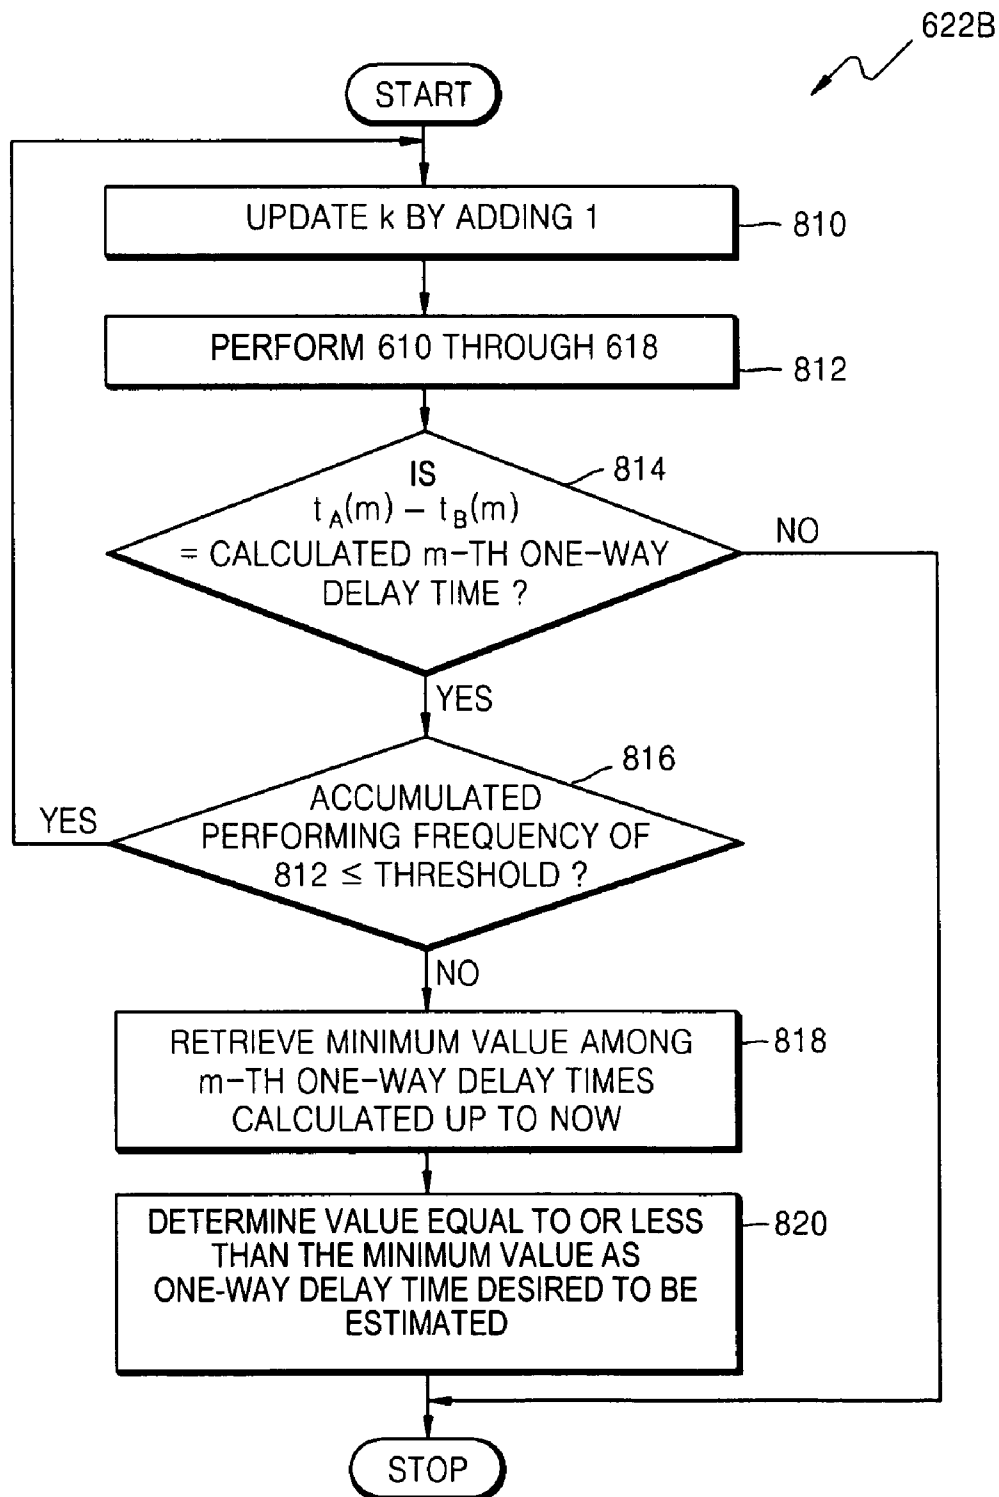 622B
START
UPDATE k BY ADDING 1
810
PERFORM 610 THROUGH 618
812
814
IS
t_A(m) – t_B(m)
= CALCULATED m-TH ONE-WAY
DELAY TIME ?
NO
YES
816
ACCUMULATED
PERFORMING FREQUENCY OF
812 ≤ THRESHOLD ?
YES
NO
RETRIEVE MINIMUM VALUE AMONG
m-TH ONE-WAY DELAY TIMES
CALCULATED UP TO NOW
818
DETERMINE VALUE EQUAL TO OR LESS
THAN THE MINIMUM VALUE AS
ONE-WAY DELAY TIME DESIRED TO BE
ESTIMATED
820
STOP